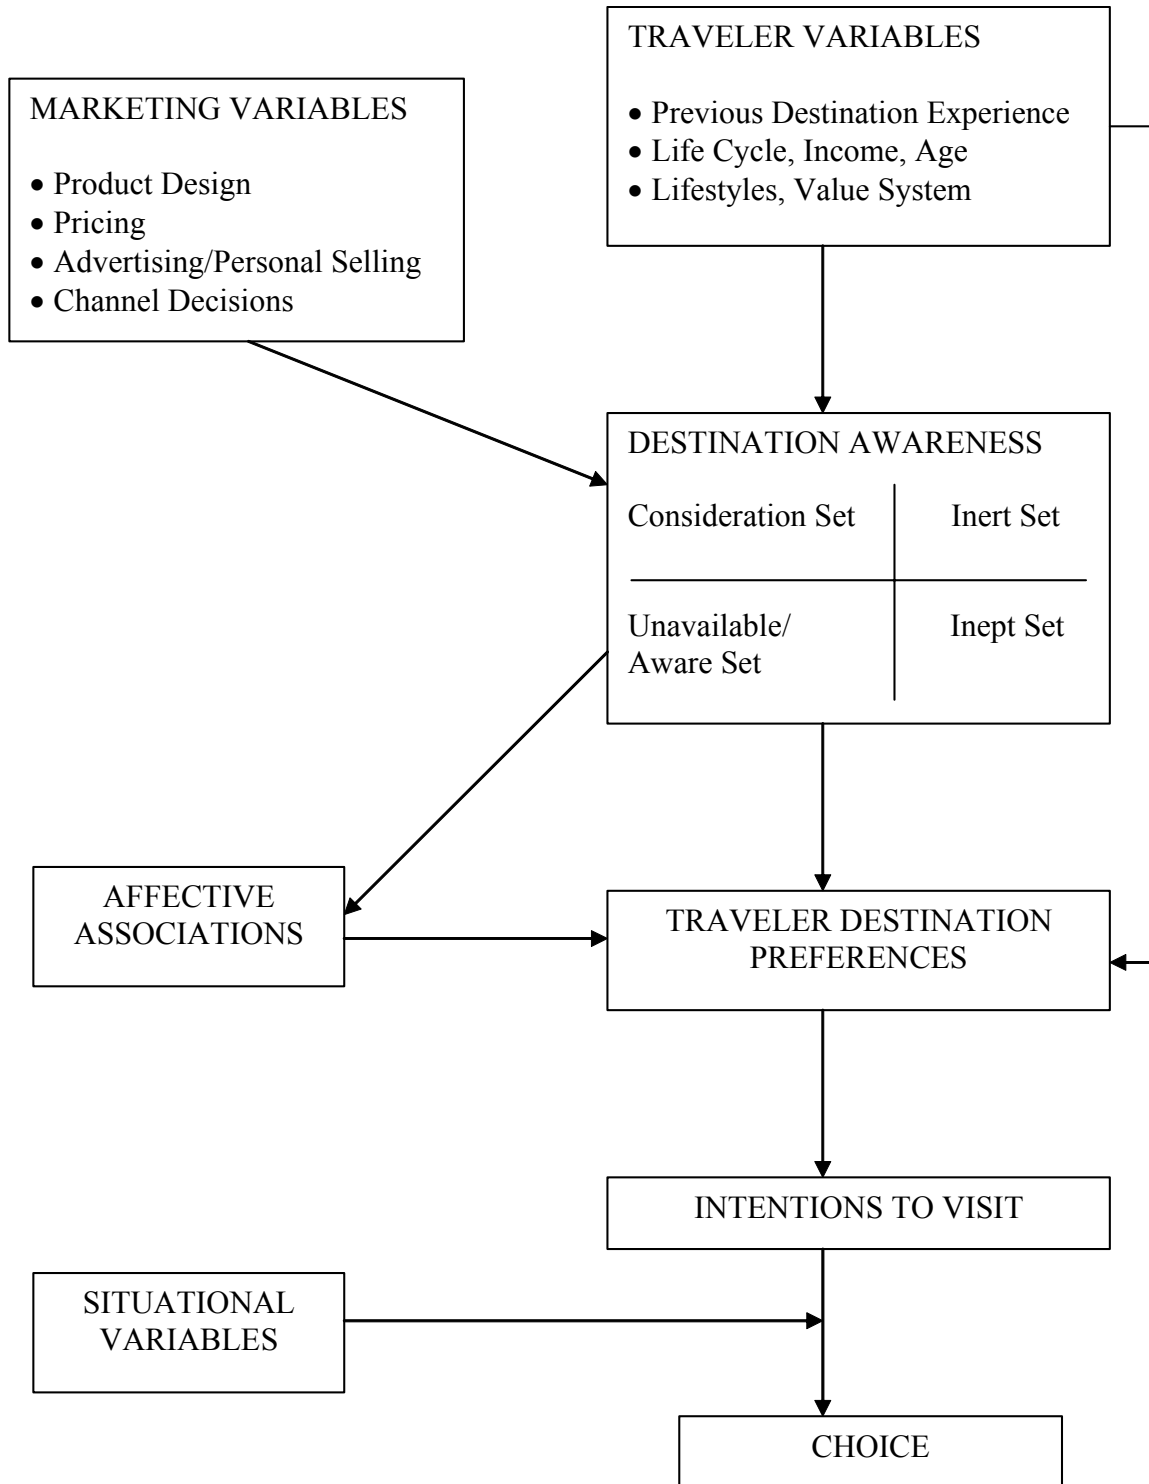 TRAVELER VARIABLES
• Previous Destination Experience
• Life Cycle, Income, Age
• Lifestyles, Value System
MARKETING VARIABLES
• Product Design
• Pricing
• Advertising/Personal Selling
• Channel Decisions
DESTINATION AWARENESS
Consideration Set
Inert Set
Unavailable/
Aware Set
Inept Set
AFFECTIVE
ASSOCIATIONS
TRAVELER DESTINATION
PREFERENCES
INTENTIONS TO VISIT
SITUATIONAL
VARIABLES
CHOICE